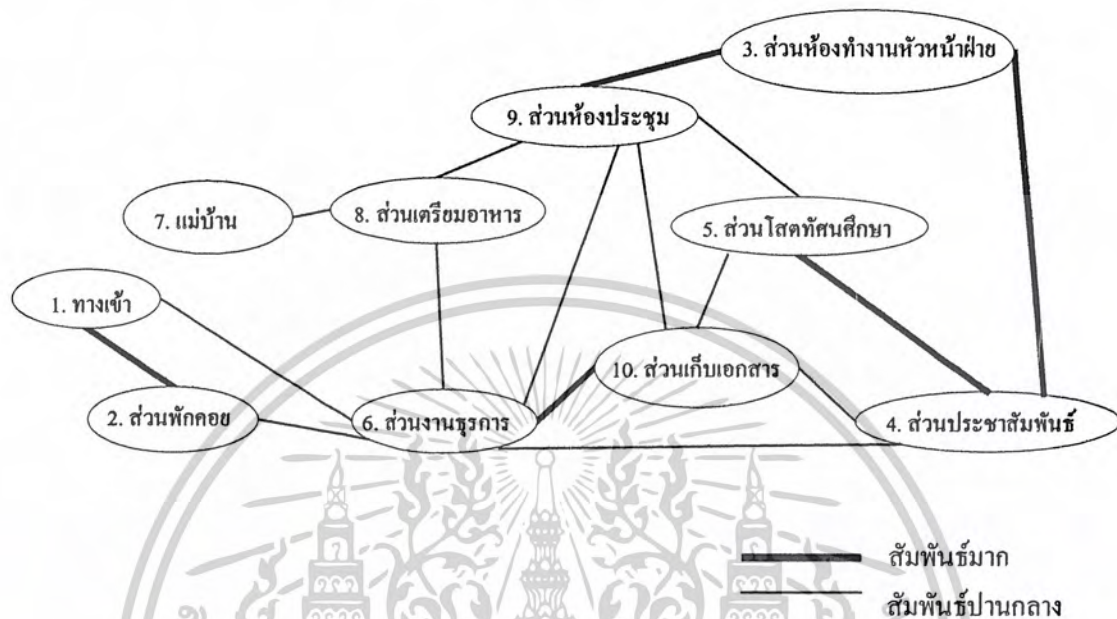 3. ส่วนห้องทำงานหัวหน้าฝ่าย
9. ส่วนห้องประชุม
7. แม่บ้าน
8. ส่วนเตรียมอาหาร
5. ส่วนโสตทัศนศึกษา
1. ทางเข้า
10. ส่วนเก็บเอกสาร
2. ส่วนพักคอย
6. ส่วนงานธุรการ
4. ส่วนประชาสัมพันธ์
สัมพันธ์มาก
สัมพันธ์ปานกลาง